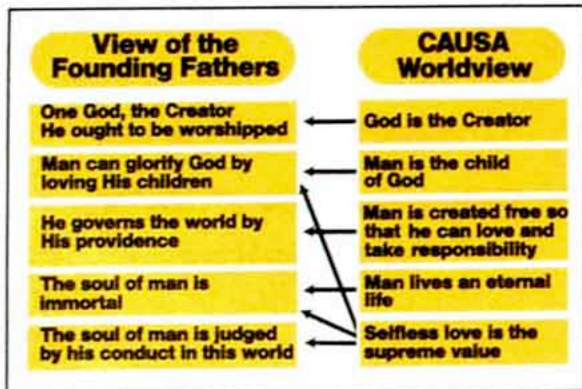 View of the
Founding Fathers
One God, the Creator
He ought to be worshipped
Man can glorify God by
loving His children
He governs the world by
His providence
The soul of man is
immortal
The soul of man is judged
by his conduct in this world
CAUSA
Worldview
God is the Creator
Man is the child
of God
Man is created free so
that he can love and
take responsibility
Man lives an eternal
life
Selfless love is the
supreme value